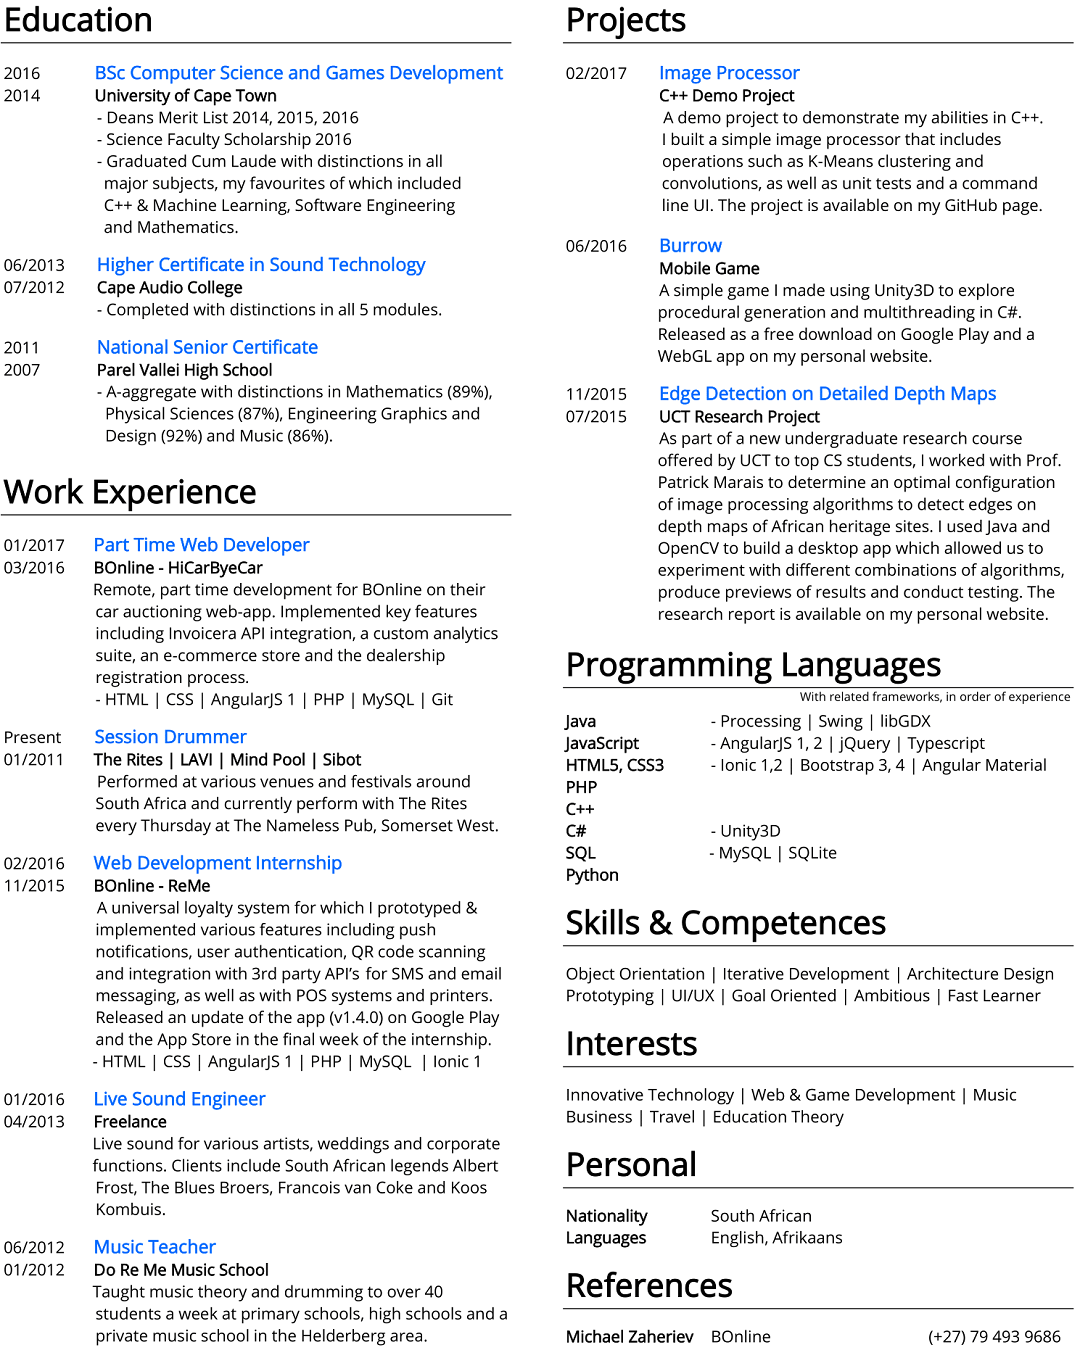 Education
2016 BSc Computer Science and Games Development
2014 University of Cape Town
- Deans Merit List 2014, 2015, 2016
- Science Faculty Scholarship 2016
- Graduated Cum Laude with distinctions in all
major subjects, my favourites of which included
C++ & Machine Learning, Software Engineering
and Mathematics.
06/2013 Higher Certificate in Sound Technology
07/2012 Cape Audio College
- Completed with distinctions in all 5 modules.
2011 National Senior Certificate
2007 Parel Vallei High School
- A-aggregate with distinctions in Mathematics (89%),
Physical Sciences (87%), Engineering Graphics and
Design (92%) and Music (86%).
Work Experience
01/2017 Part Time Web Developer
03/2016 BOnline - HiCarByeCar
Remote, part time development for BOnline on their
car auctioning web-app. Implemented key features
including Invoicera API integration, a custom analytics
suite, an e-commerce store and the dealership
registration process.
- HTML | CSS | AngularJS 1 | PHP | MySQL | Git
Present Session Drummer
01/2011 The Rites | LAVI | Mind Pool | Sibot
Performed at various venues and festivals around
South Africa and currently perform with The Rites
every Thursday at The Nameless Pub, Somerset West.
02/2016 Web Development Internship
11/2015 BOnline - ReMe
A universal loyalty system for which I prototyped &
implemented various features including push
notifications, user authentication, QR code scanning
and integration with 3rd party API's for SMS and email
messaging, as well as with POS systems and printers.
Released an update of the app (v1.4.0) on Google Play
and the App Store in the final week of the internship.
- HTML | CSS | AngularJS 1 | PHP | MySQL | Ionic 1
01/2016 Live Sound Engineer
04/2013 Freelance
Live sound for various artists, weddings and corporate
functions. Clients include South African legends Albert
Frost, The Blues Broers, Francois van Coke and Koos
Kombuis.
06/2012 Music Teacher
01/2012 Do Re Me Music School
Taught music theory and drumming to over 40
students a week at primary schools, high schools and a
private music school in the Helderberg area.
Projects
02/2017 Image Processor
C++ Demo Project
A demo project to demonstrate my abilities in C++.
I built a simple image processor that includes
operations such as K-Means clustering and
convolutions, as well as unit tests and a command
line UI. The project is available on my GitHub page.
06/2016 Burrow
Mobile Game
A simple game I made using Unity3D to explore
procedural generation and multithreading in C#.
Released as a free download on Google Play and a
WebGL app on my personal website.
11/2015 Edge Detection on Detailed Depth Maps
07/2015 UCT Research Project
As part of a new undergraduate research course
offered by UCT to top CS students, I worked with Prof.
Patrick Marais to determine an optimal configuration
of image processing algorithms to detect edges on
depth maps of African heritage sites. I used Java and
OpenCV to build a desktop app which allowed us to
experiment with different combinations of algorithms,
produce previews of results and conduct testing. The
research report is available on my personal website.
Programming Languages
With related frameworks, in order of experience
Java - Processing | Swing | libGDX
JavaScript - AngularJS 1, 2 | jQuery | Typescript
HTML5, CSS3 - Ionic 1,2 | Bootstrap 3, 4 | Angular Material
PHP
C++
C# - Unity3D
SQL - MySQL | SQLite
Python
Skills & Competences
Object Orientation | Iterative Development | Architecture Design
Prototyping | UI/UX | Goal Oriented | Ambitious | Fast Learner
Interests
Innovative Technology | Web & Game Development | Music
Business | Travel | Education Theory
Personal
Nationality South African
Languages English, Afrikaans
References
Michael Zaheriev BOnline (+27) 79 493 9686